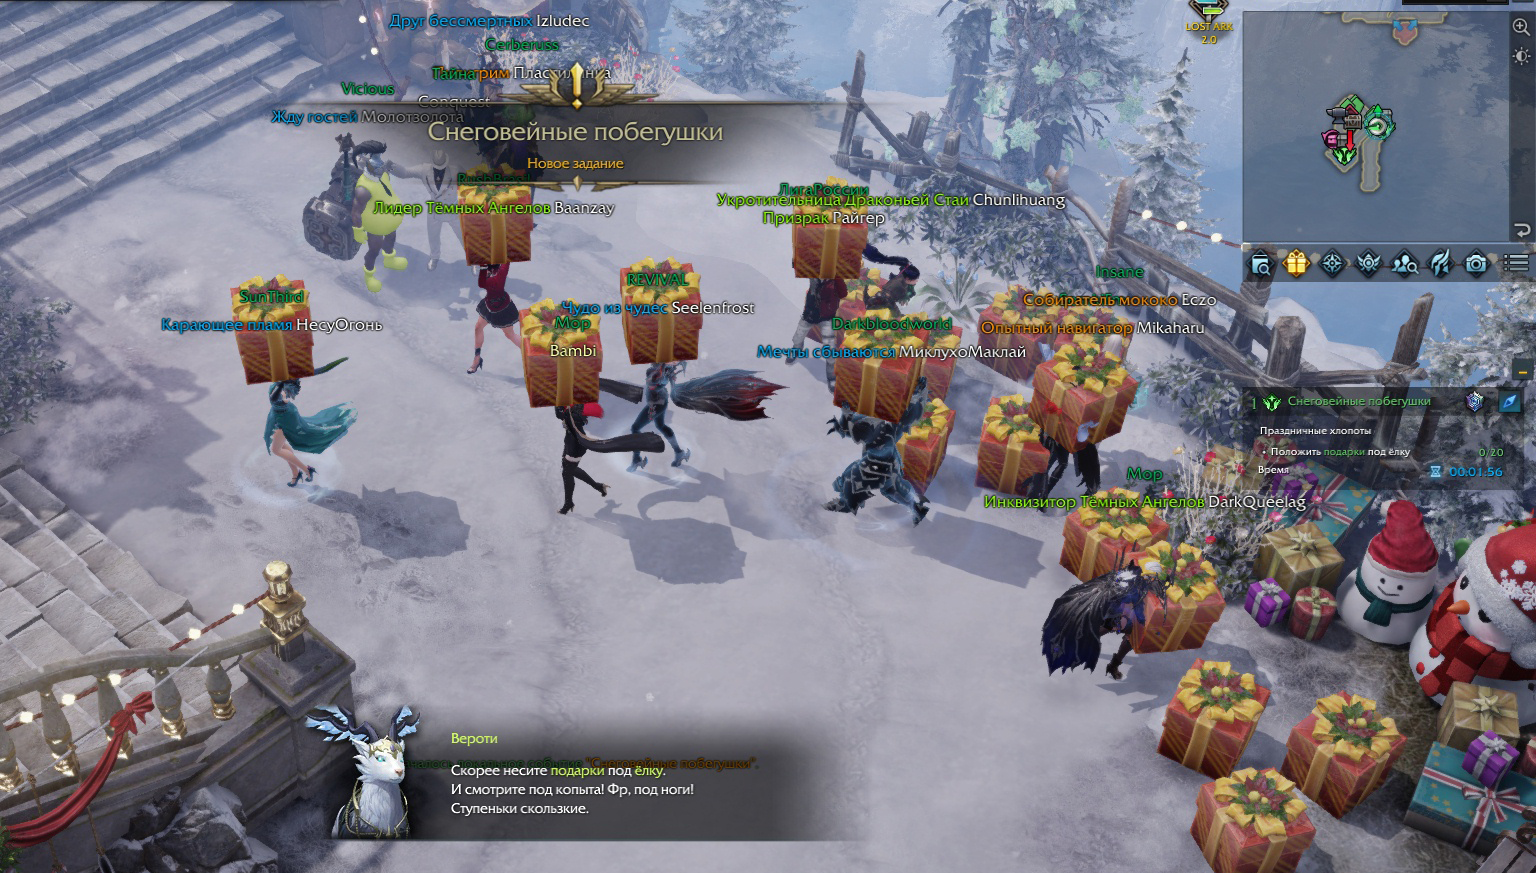 Друг бессмертных Izludec
LOST ARK
2.0
Cerberuss
Пластилинка
Vicious
Conquest
Жду гостей Молотзолота
Снеговейные побегушки
Новое задание
ЛигаРоссии
Укротительница Драконьей Стаи Chunlihuang
Лидер Тёмных Ангелов Baanzay
Призрак Райгер
Insane
REVIVAL
SunThird
Собиратель мококо Eczo
Чудо из чудес Seelenfrost
Карающее пламя НесуОгонь
Мор
Darkbloodworld
Опытный навигатор Mikaharu
Bambi
Мечты сбываются МиклухоМаклай
1 Снеговейные побегушки
Праздничные хлопоты
• Положить подарки под ёлку 0/20
Время 00:01:56
Мор
Инквизитор Тёмных Ангелов DarkQueelag
Вероти
"Снеговейные побегушки".
Скорее несите подарки под ёлку.
И смотрите под копыта! Фр, под ноги!
Ступеньки скользкие.